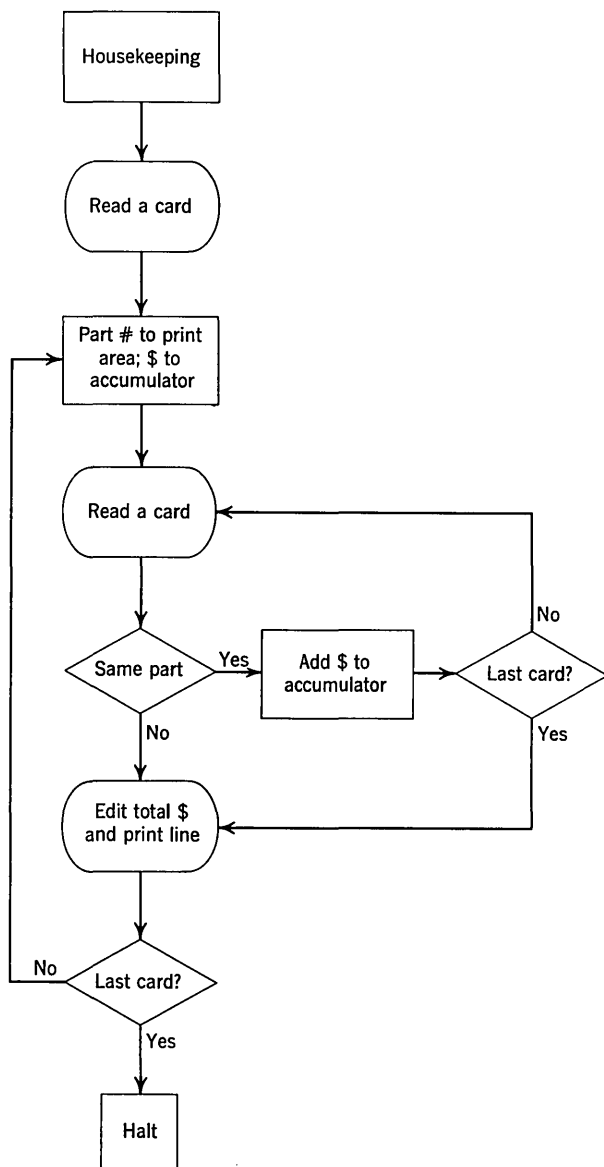 Housekeeping
Read a card
Part # to print
area; $ to
accumulator
Read a card
No
Same part
Yes
Add $ to
accumulator
Last card?
No
Yes
Edit total $
and print line
No
Last card?
Yes
Halt